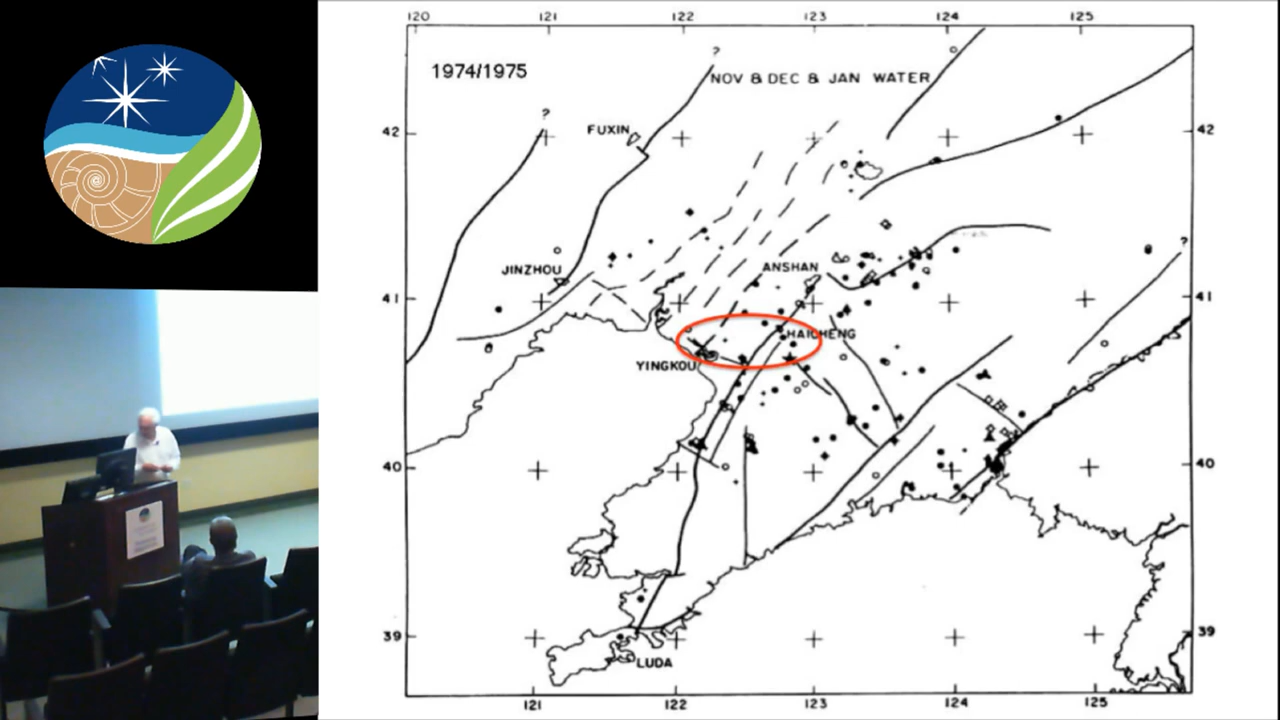 120 121 122 123 124 125
1974/1975
?
NOV & DEC & JAN WATER
?
FUXIN
42 42
?
JINZHOU
ANSHAN
41 41
HAICHENG
YINGKOU
40 40
39 39
LUDA
121 122 123 124 125